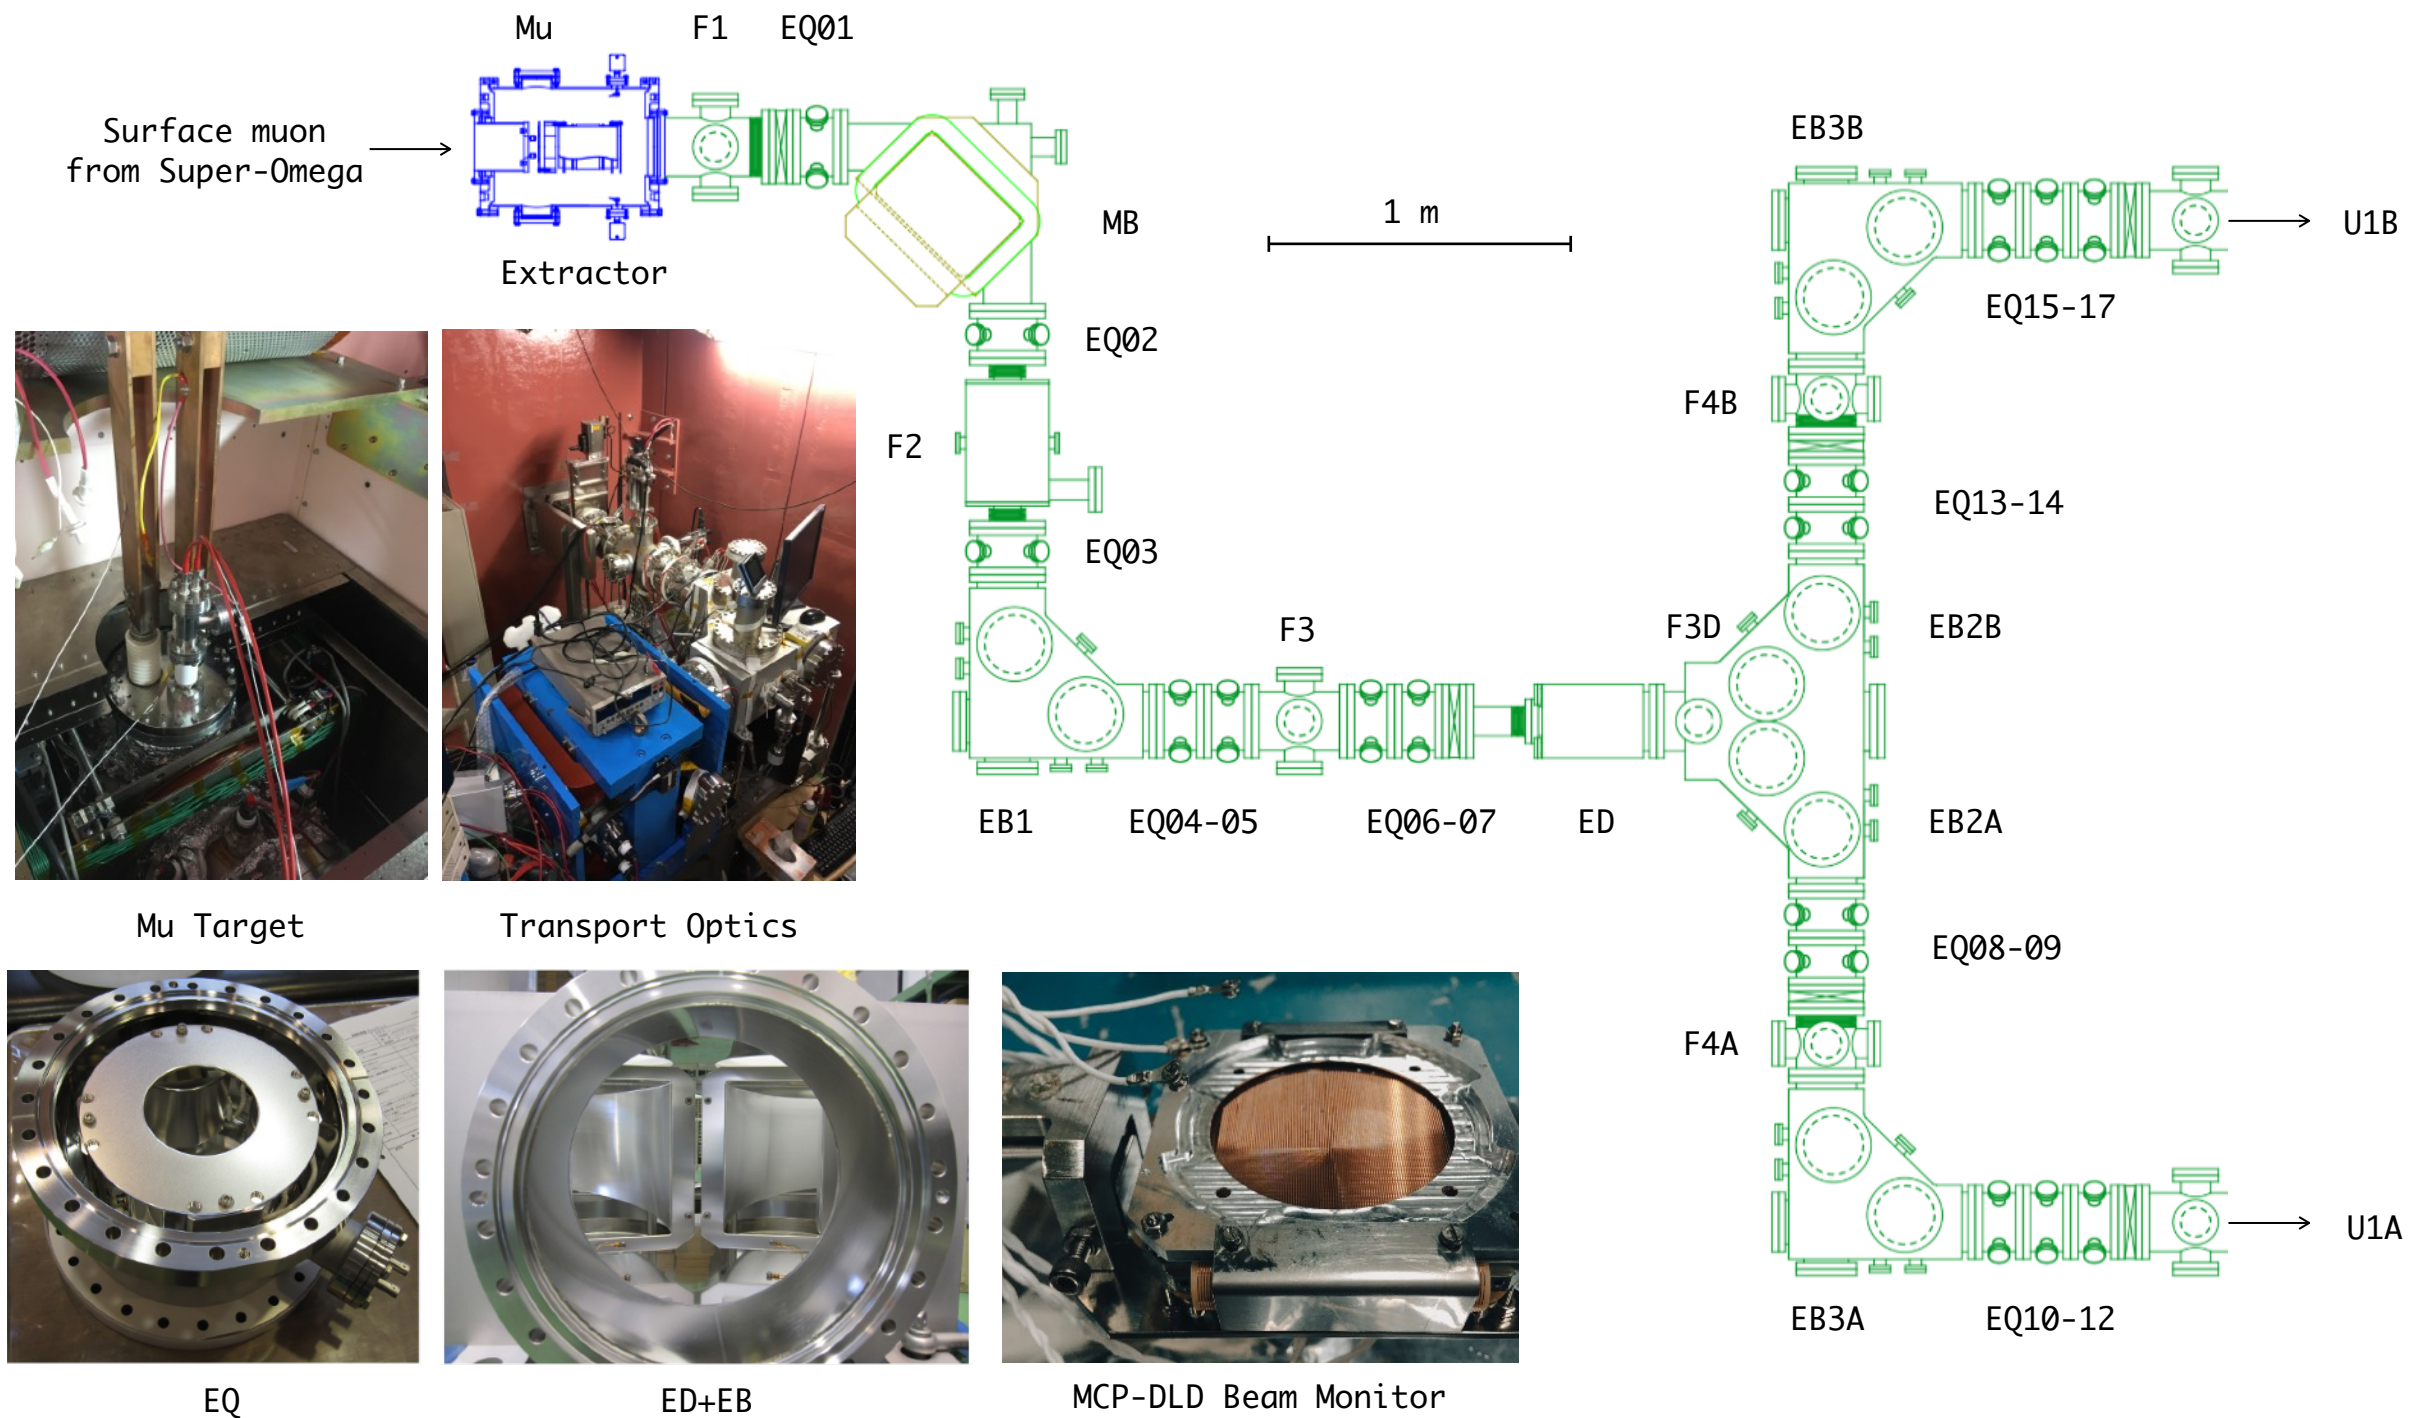 Mu
F1
EQ01
Surface muon
from Super-Omega
Extractor
MB
1 m
EB3B
U1B
EQ15-17
EQ02
F4B
F2
EQ13-14
EQ03
F3
F3D
EB2B
EB1
EQ04-05
EQ06-07
ED
EB2A
Mu Target
Transport Optics
EQ08-09
F4A
U1A
EB3A
EQ10-12
EQ
ED+EB
MCP-DLD Beam Monitor